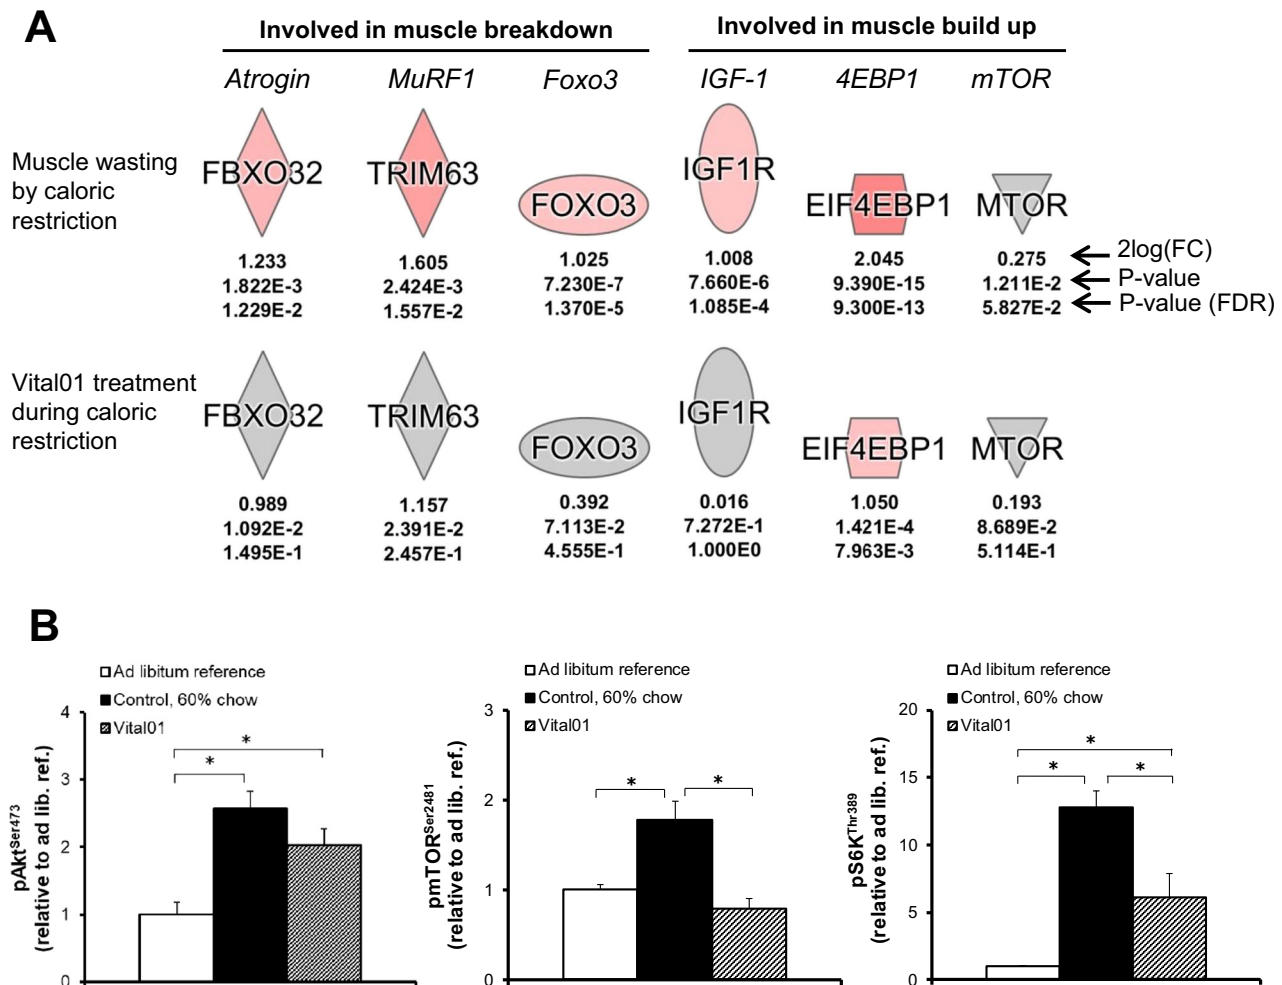 A
Involved in muscle breakdown
Involved in muscle build up
Atrogin MuRF1 Foxo3 IGF-1 4EBP1 mTOR
Muscle wasting
by caloric
restriction
FBXO32 TRIM63 FOXO3 IGF1R EIF4EBP1 MTOR
1.233 1.605 1.025 1.008 2.045 0.275 2log(FC)
1.822E-3 2.424E-3 7.230E-7 7.660E-6 9.390E-15 1.211E-2 P-value
1.229E-2 1.557E-2 1.370E-5 1.085E-4 9.300E-13 5.827E-2 P-value (FDR)
Vital01 treatment
during caloric
restriction
FBXO32 TRIM63 FOXO3 IGF1R EIF4EBP1 MTOR
0.989 1.157 0.392 0.016 1.050 0.193
1.092E-2 2.391E-2 7.113E-2 7.272E-1 1.421E-4 8.689E-2
1.495E-1 2.457E-1 4.555E-1 1.000E0 7.963E-3 5.114E-1
B
Ad libitum reference
Control, 60% chow
Vital01
pAktSer473
(relative to ad lib. ref.)
4
3
2
1
0
*
*
Ad libitum reference
Control, 60% chow
Vital01
pmTORSer2481
(relative to ad lib. ref.)
3
2
1
0
*
*
Ad libitum reference
Control, 60% chow
Vital01
pS6KThr389
(relative to ad lib. ref.)
20
15
10
5
0
*
*
*